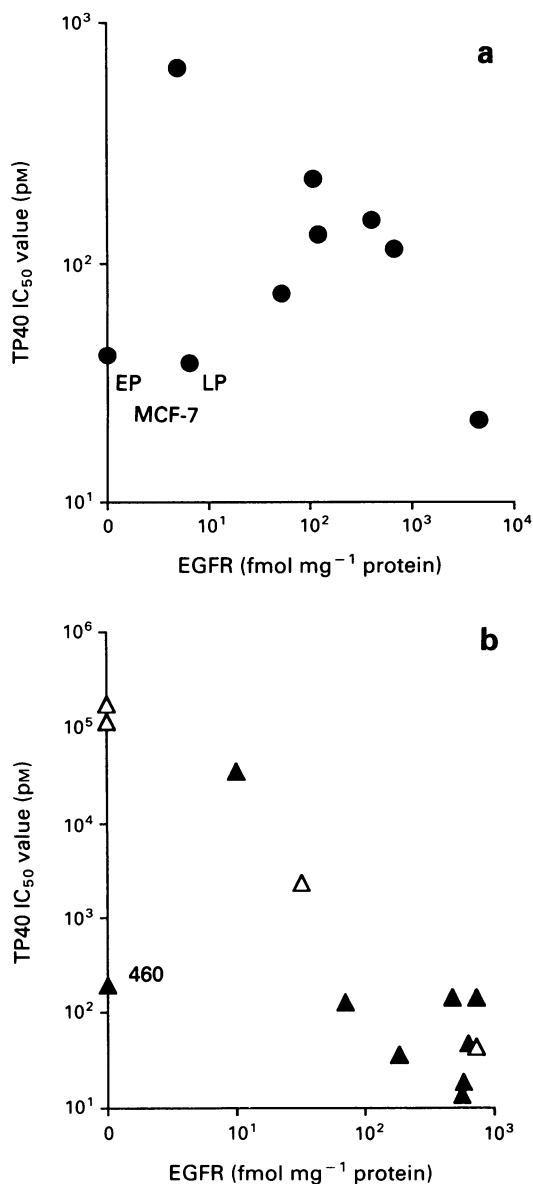 a
10³
TP40 IC₅₀ value (pM)
10²
EP
LP
MCF-7
10¹
0
10¹
10²
10³
10⁴
EGFR (fmol mg⁻¹ protein)
b
10⁶
10⁵
TP40 IC₅₀ value (pM)
10⁴
10³
460
10²
10¹
0
10¹
10²
10³
EGFR (fmol mg⁻¹ protein)